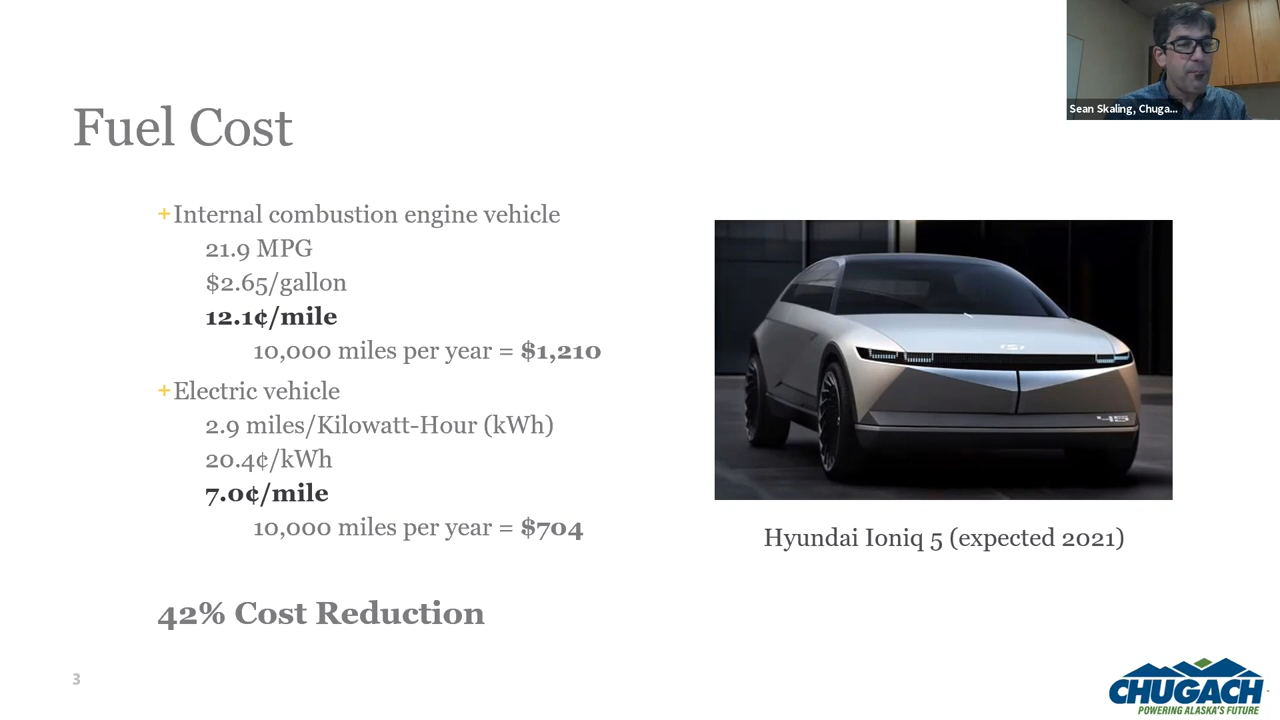 Sean Skaling, Chuga...
Fuel Cost
+Internal combustion engine vehicle
21.9 MPG
$2.65/gallon
12.1¢/mile
10,000 miles per year = $1,210
+Electric vehicle
2.9 miles/Kilowatt-Hour (kWh)
20.4¢/kWh
7.0¢/mile
10,000 miles per year = $704
42% Cost Reduction
45
Hyundai Ioniq 5 (expected 2021)
3
CHUGACH
POWERING ALASKA'S FUTURE